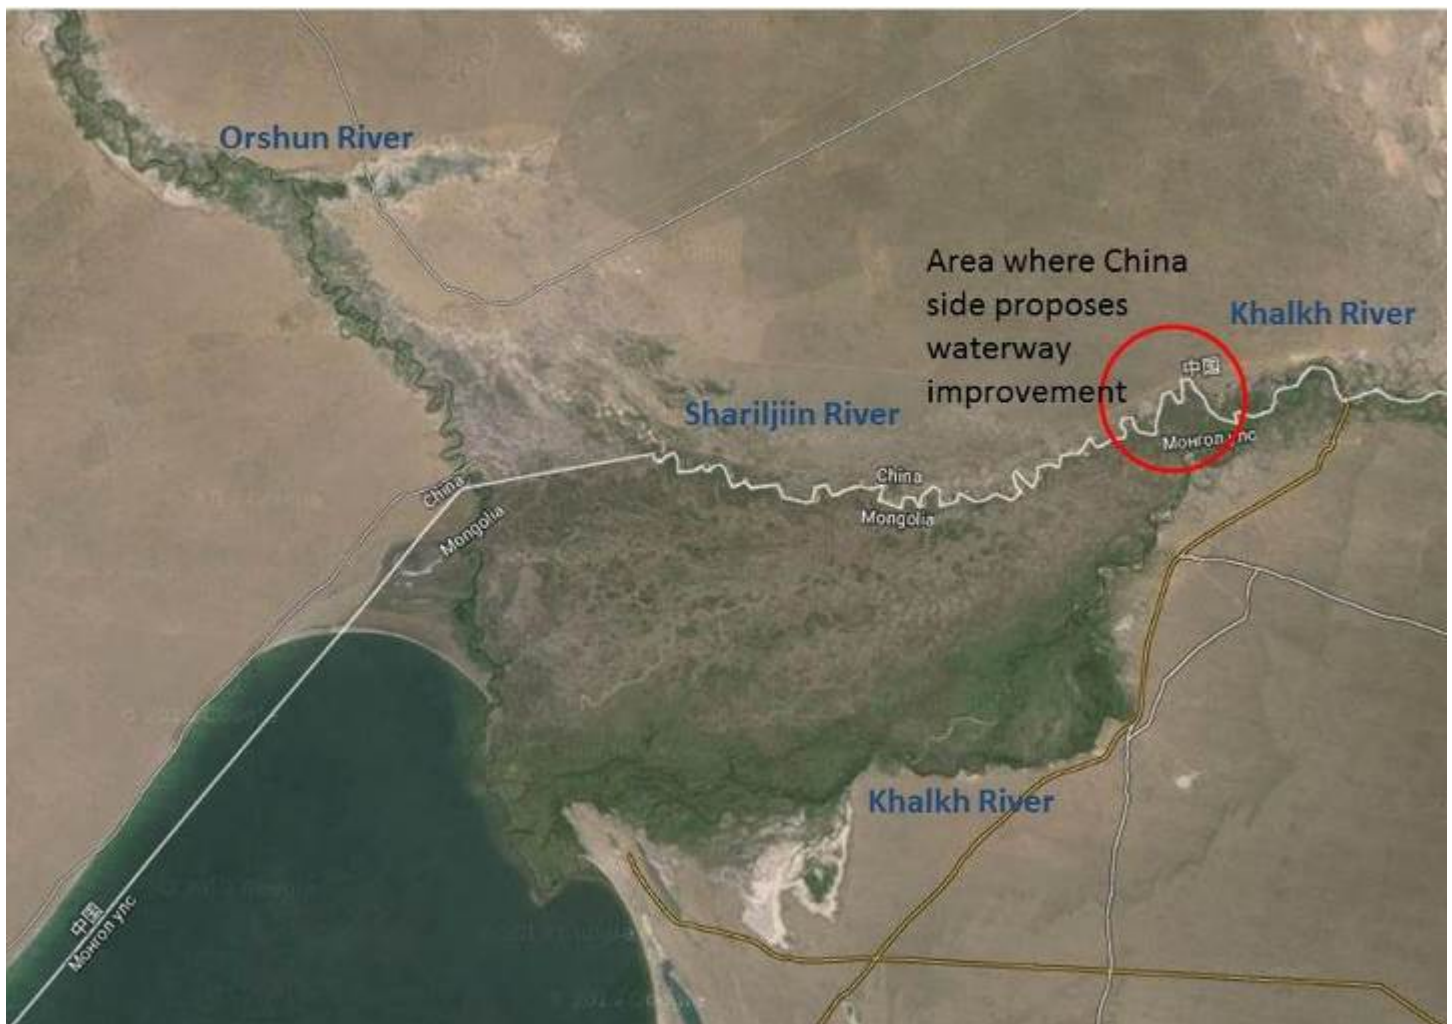 Orshun River
Area where China
side proposes
waterway
improvement
Khalkh River
中国
Shariljiin River
Монгол улс
China
Mongolia
China
Mongolia
Khalkh River
中国
Монгол улс